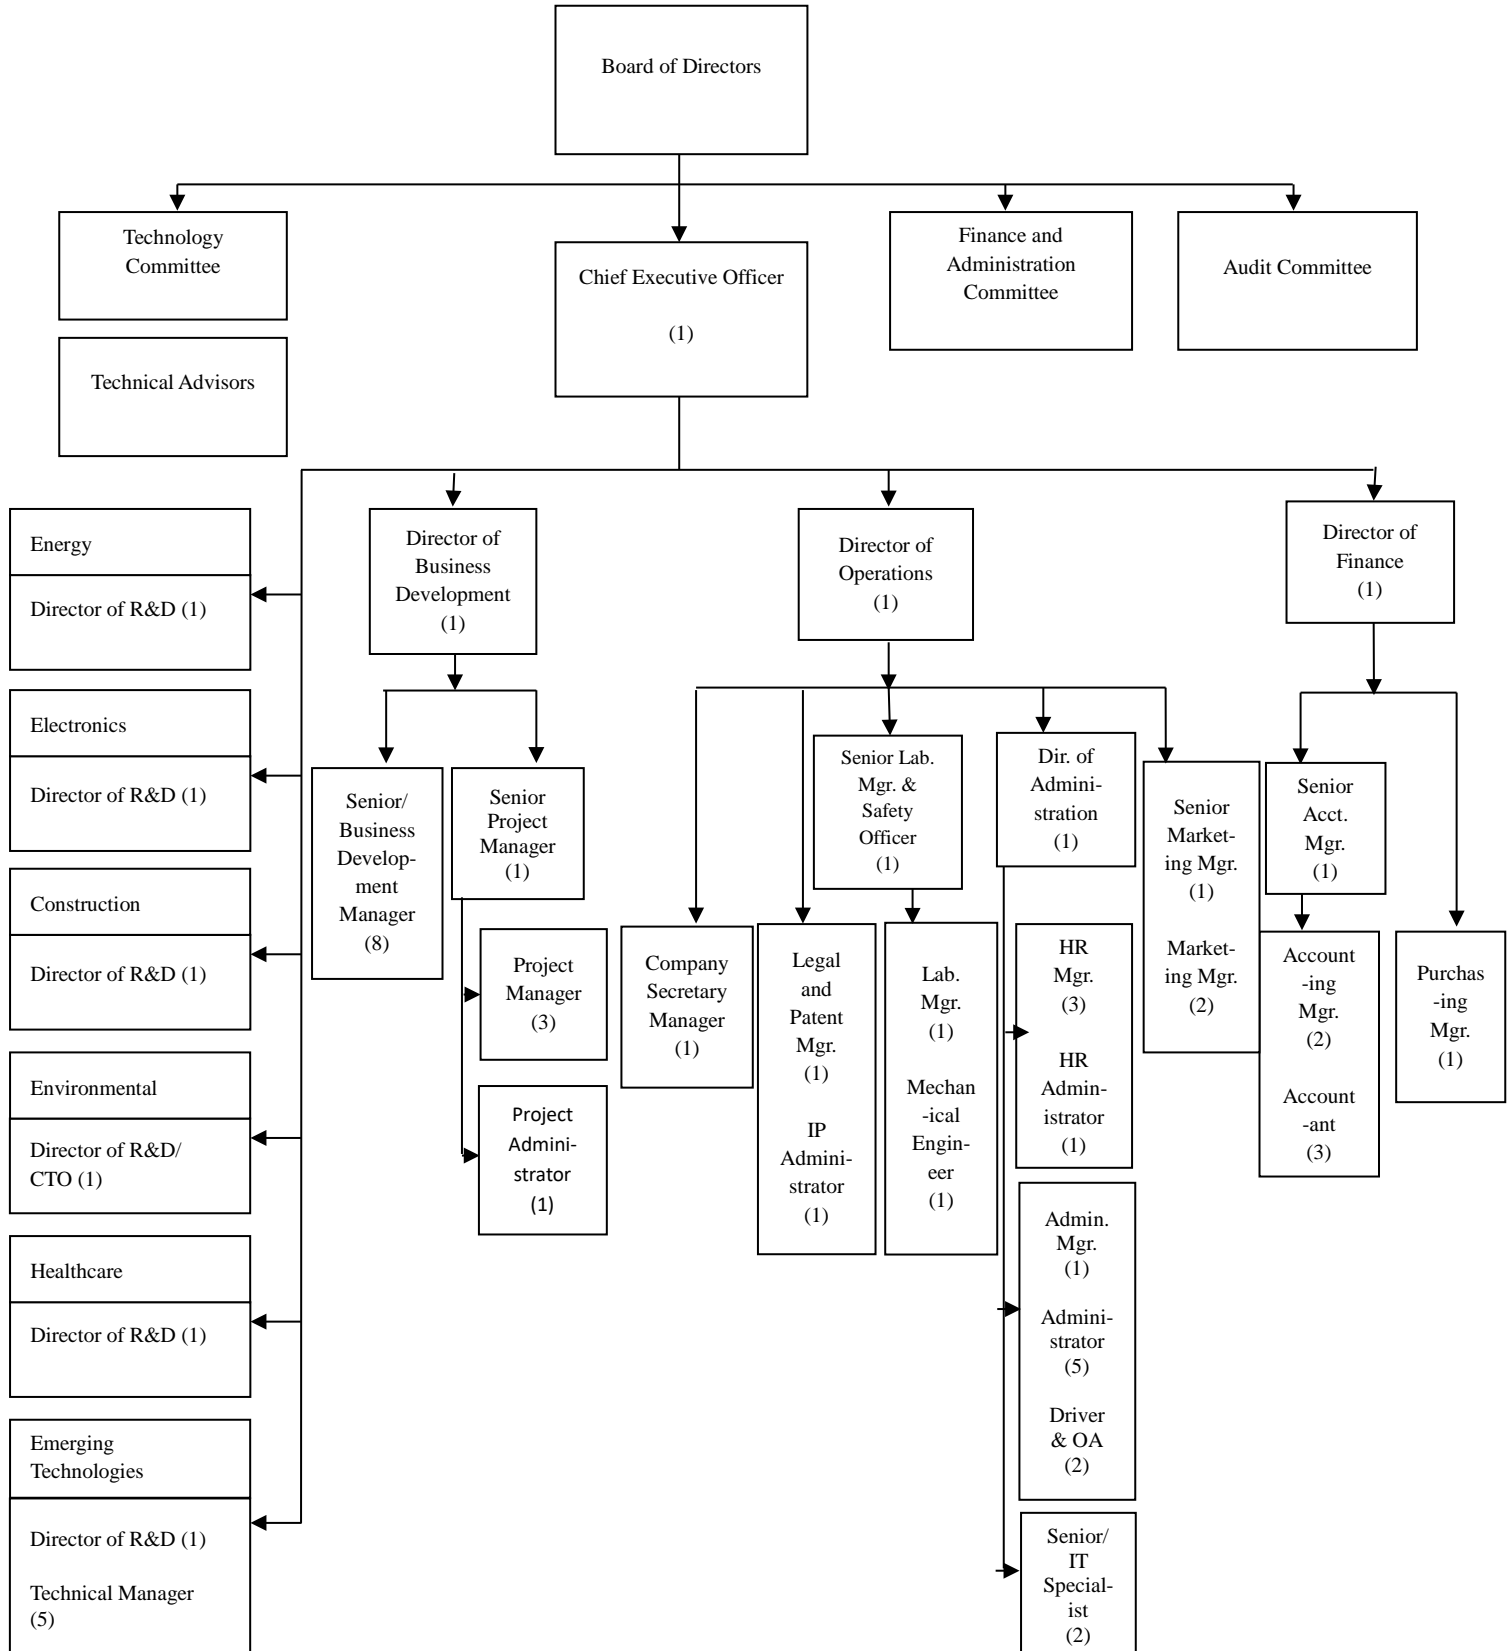 Board of Directors
Technology
Committee
Chief Executive Officer
(1)
Finance and
Administration
Committee
Audit Committee
Technical Advisors
Energy
Director of R&D (1)
Electronics
Director of R&D (1)
Construction
Director of R&D (1)
Environmental
Director of R&D/
CTO (1)
Healthcare
Director of R&D (1)
Emerging
Technologies
Director of R&D (1)
Technical Manager
(5)
Director of
Business
Development
(1)
Senior/
Business
Develop-
ment
Manager
(8)
Senior
Project
Manager
(1)
Project
Manager
(3)
Project
Admini-
strator
(1)
Director of
Operations
(1)
Company
Secretary
Manager
(1)
Legal
and
Patent
Mgr.
(1)
IP
Admini-
strator
(1)
Senior Lab.
Mgr. &
Safety
Officer
(1)
Lab.
Mgr.
(1)
Mechan
-ical
Engin-
eer
(1)
Dir. of
Admini-
stration
(1)
HR
Mgr.
(3)
HR
Admin-
istrator
(1)
Admin.
Mgr.
(1)
Admini-
strator
(5)
Driver
& OA
(2)
Senior/
IT
Special-
ist
(2)
Senior
Market-
ing Mgr.
(1)
Market-
ing Mgr.
(2)
Director of
Finance
(1)
Senior
Acct.
Mgr.
(1)
Account
-ing
Mgr.
(2)
Account
-ant
(3)
Purchas
-ing
Mgr.
(1)